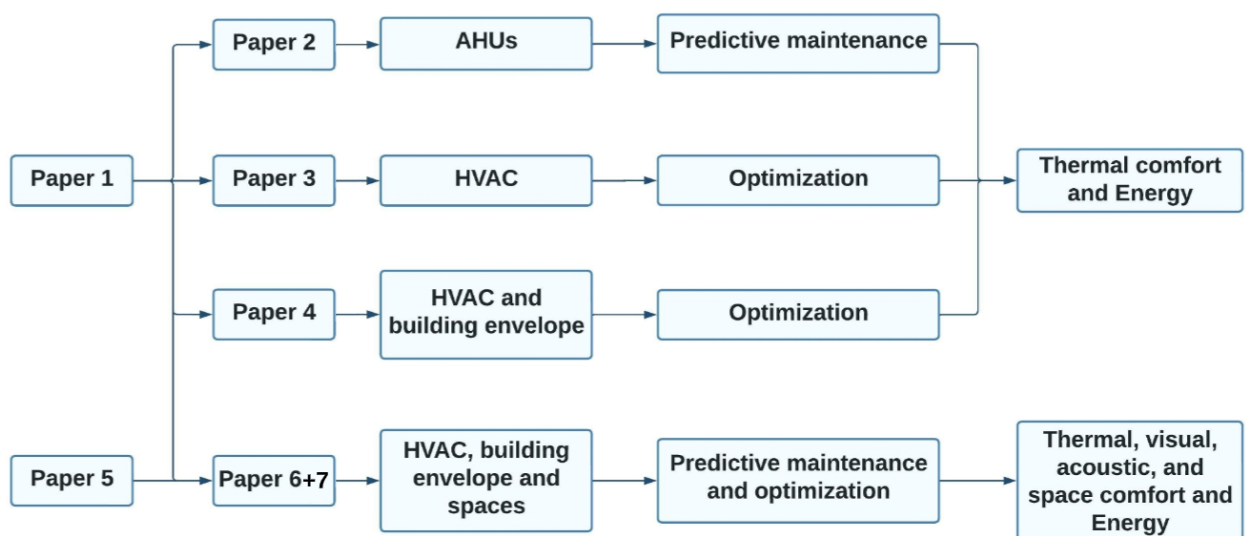 Paper 2
AHUs
Predictive maintenance
Paper 1
Paper 3
HVAC
Optimization
Thermal comfort
and Energy
Paper 4
HVAC and
building envelope
Optimization
Paper 5
Paper 6+7
HVAC, building
envelope and
spaces
Predictive maintenance
and optimization
Thermal, visual,
acoustic, and
space comfort and
Energy